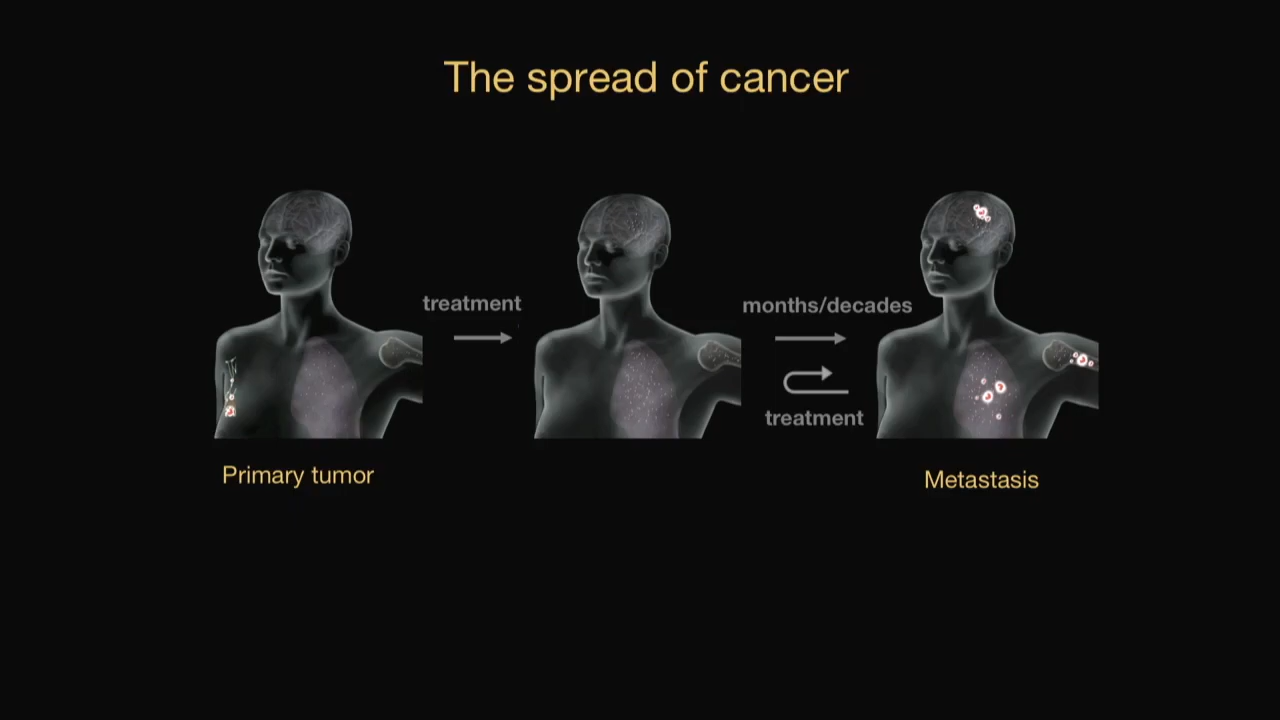 The spread of cancer
treatment
months/decades
treatment
Primary tumor
Metastasis